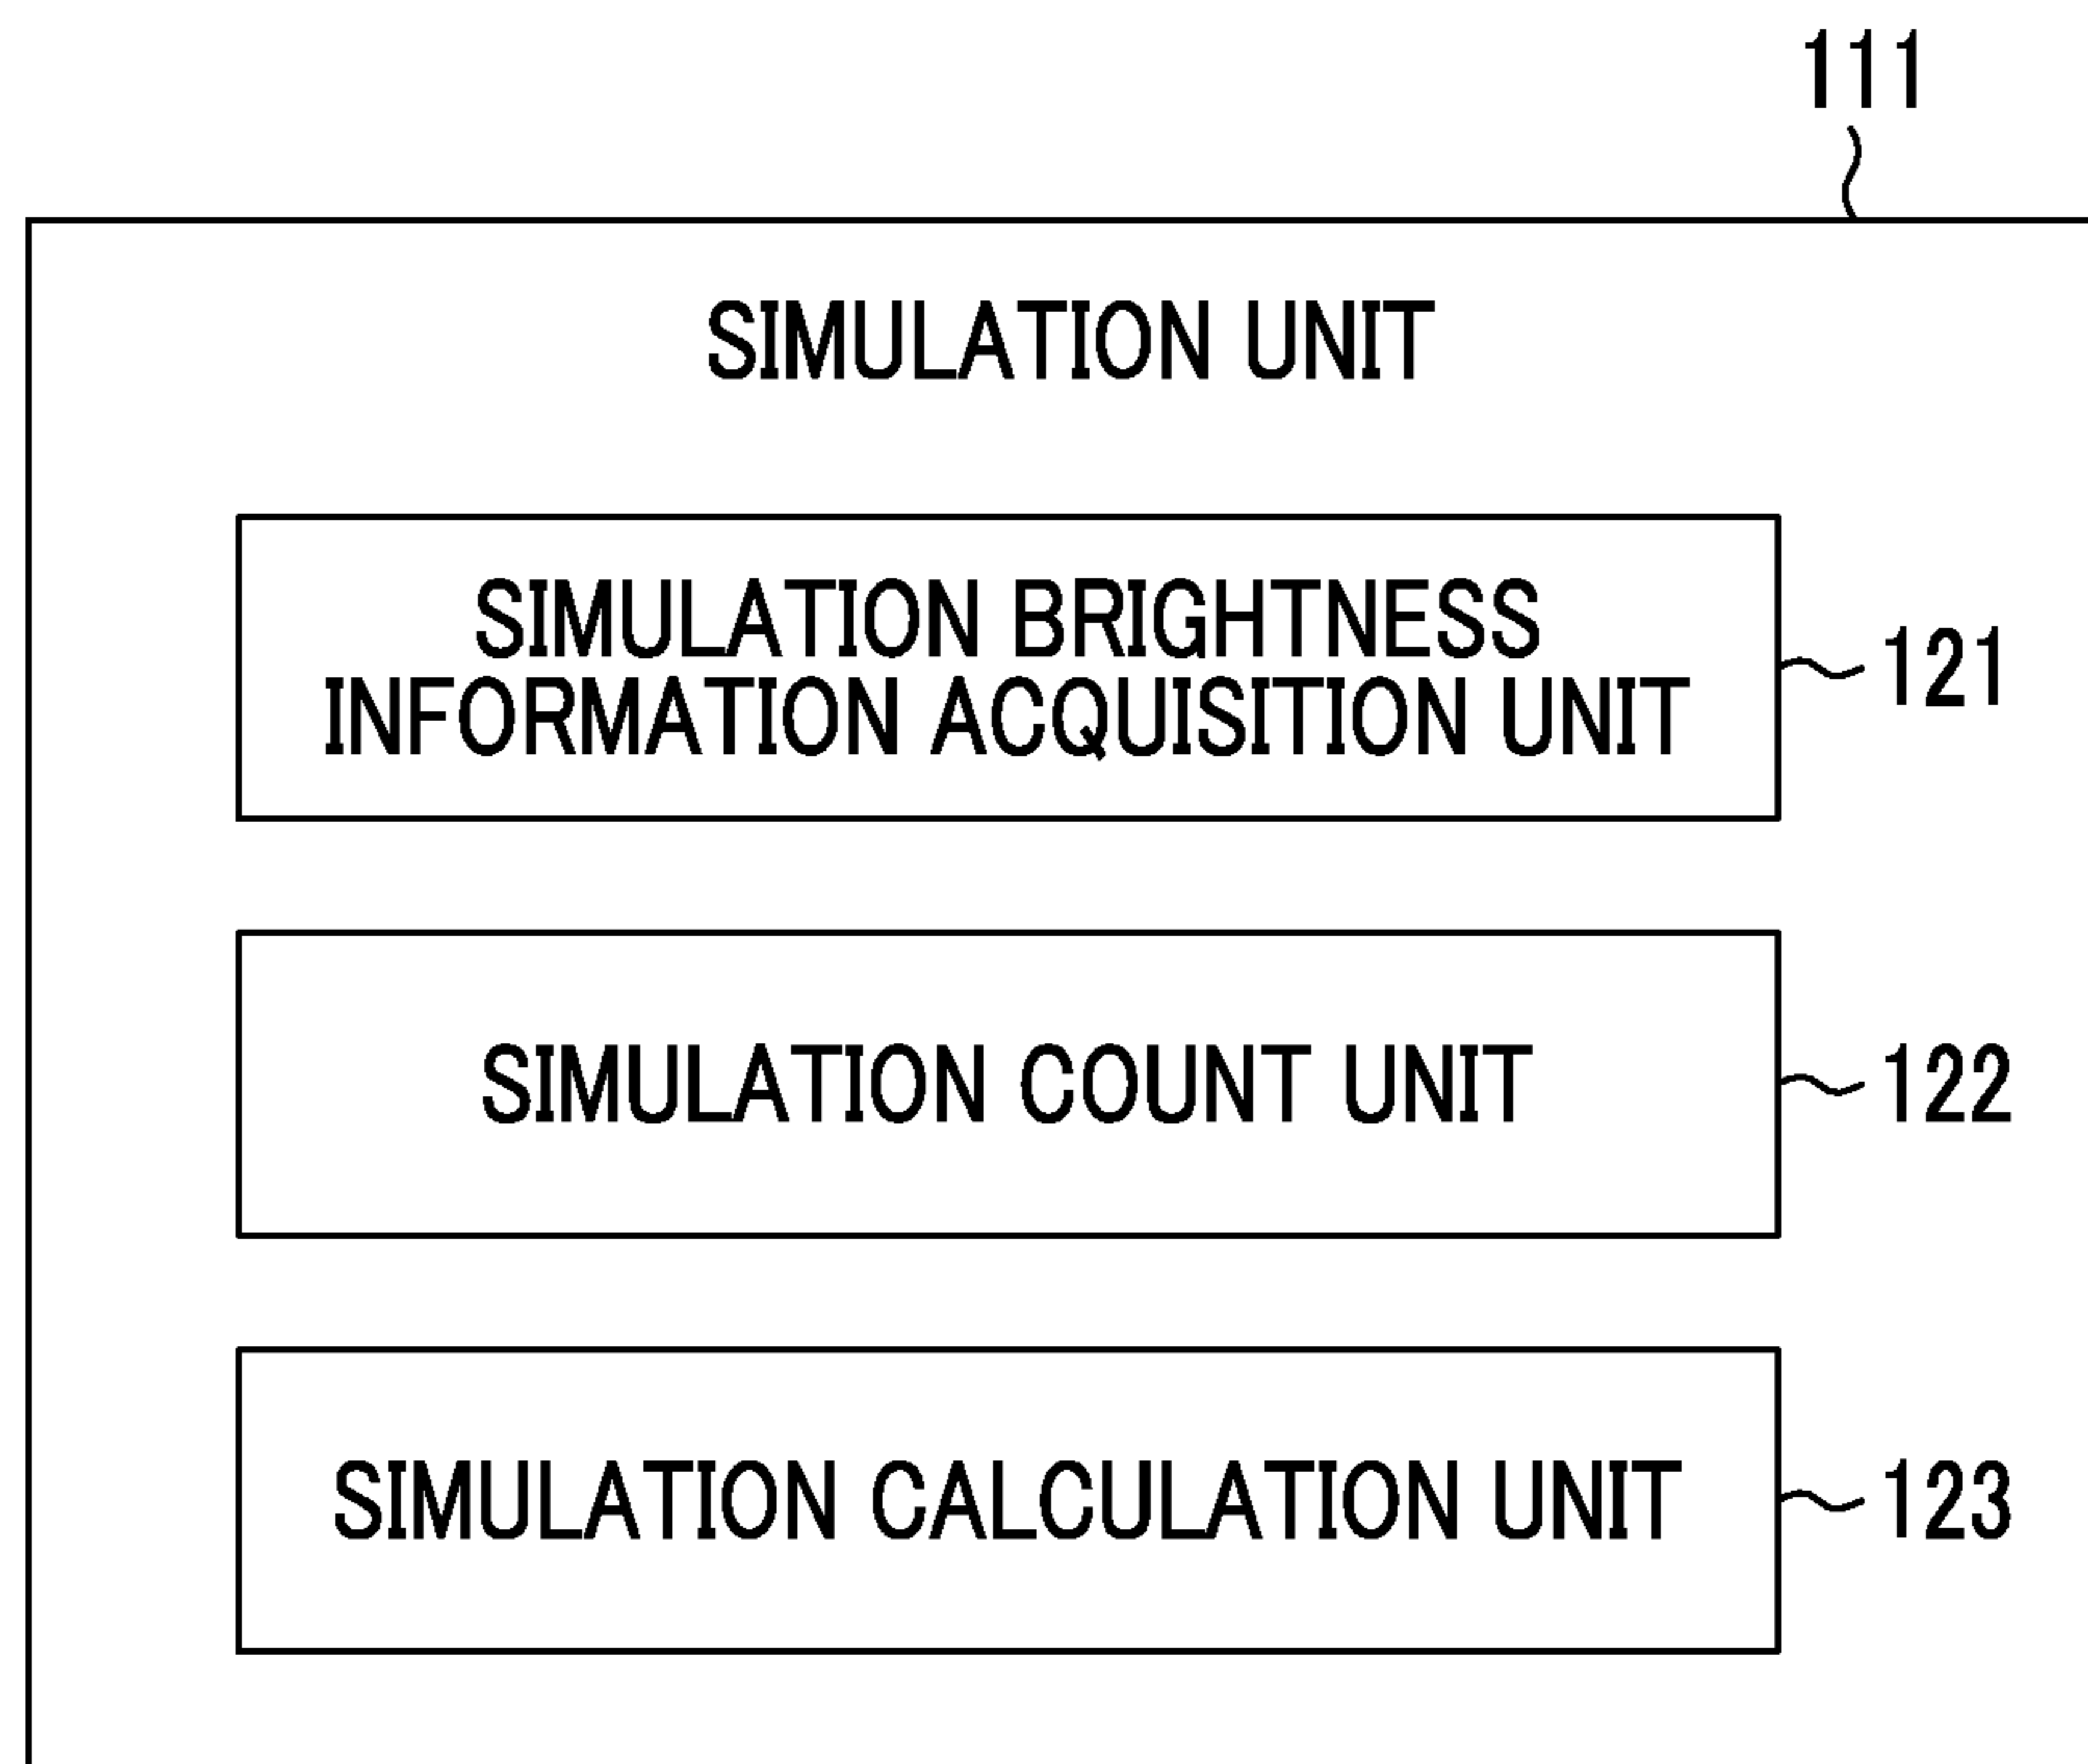 111
SIMULATION UNIT
SIMULATION BRIGHTNESS
INFORMATION ACQUISITION UNIT
121
SIMULATION COUNT UNIT
122
SIMULATION CALCULATION UNIT
123